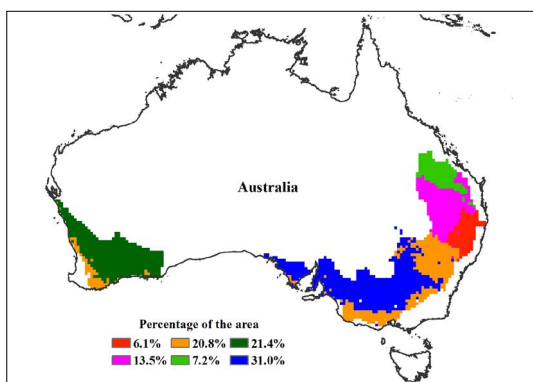 Australia
Percentage of the area
6.1% 20.8% 21.4%
13.5% 7.2% 31.0%